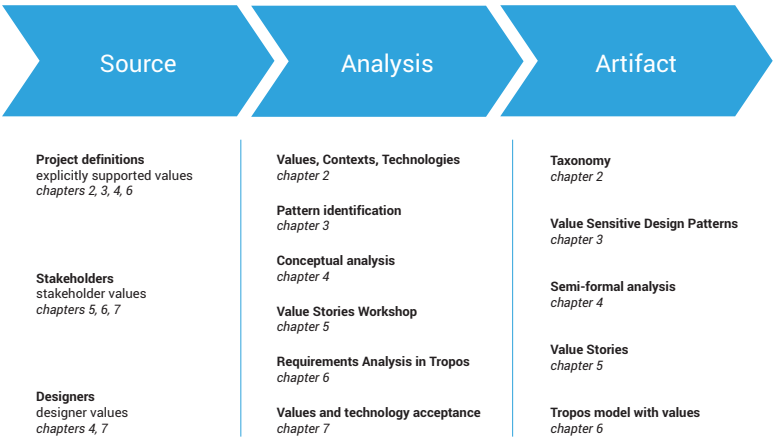 Source
Analysis
Artifact
Project definitions
explicitly supported values
chapters 2, 3, 4, 6
Stakeholders
stakeholder values
chapters 5, 6, 7
Designers
designer values
chapters 4, 7
Values, Contexts, Technologies
chapter 2
Pattern identification
chapter 3
Conceptual analysis
chapter 4
Value Stories Workshop
chapter 5
Requirements Analysis in Tropos
chapter 6
Values and technology acceptance
chapter 7
Taxonomy
chapter 2
Value Sensitive Design Patterns
chapter 3
Semi-formal analysis
chapter 4
Value Stories
chapter 5
Tropos model with values
chapter 6